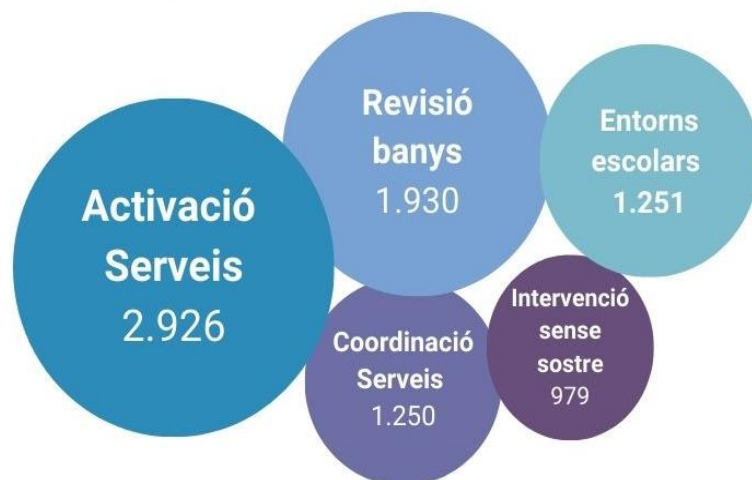 Activació
Serveis
2.926
Revisió
banys
1.930
Entorns
escolars
1.251
Coordinació
Serveis
1.250
Intervenció
sense
sostre
979